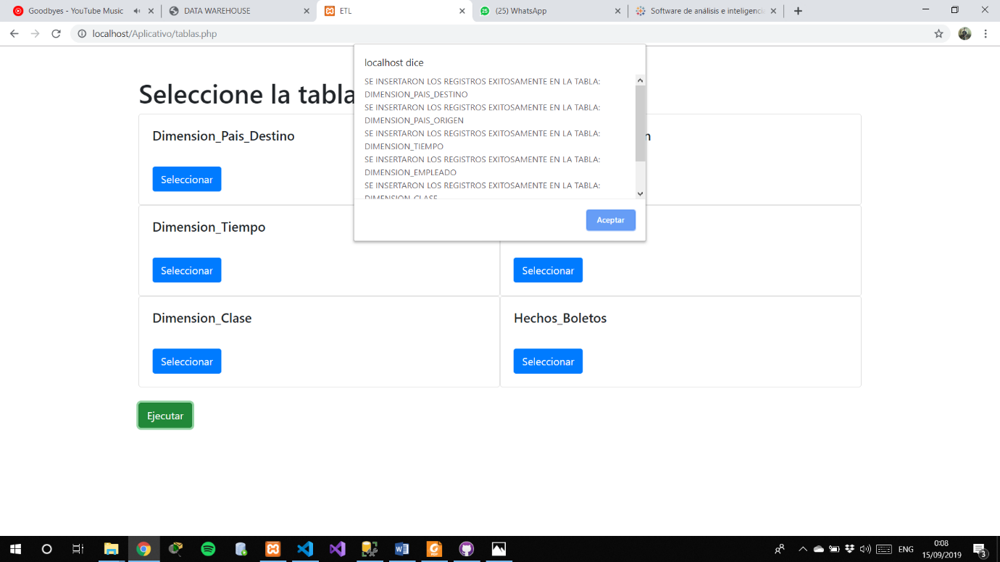 Goodbyes - YouTube Music
DATA WAREHOUSE
ETL
(25) WhatsApp
Software de análisis e inteligencia
localhost/Aplicativo/tablas.php
localhost dice
SE INSERTARON LOS REGISTROS EXITOSAMENTE EN LA TABLA:
DIMENSION_PAIS_DESTINO
SE INSERTARON LOS REGISTROS EXITOSAMENTE EN LA TABLA:
DIMENSION_PAIS_ORIGEN
SE INSERTARON LOS REGISTROS EXITOSAMENTE EN LA TABLA:
DIMENSION_TIEMPO
SE INSERTARON LOS REGISTROS EXITOSAMENTE EN LA TABLA:
DIMENSION_EMPLEADO
SE INSERTARON LOS REGISTROS EXITOSAMENTE EN LA TABLA:
DIMENSION_CLASE
Aceptar
Seleccione la tabla
Dimension_Pais_Destino
n
Seleccionar
Dimension_Tiempo
Seleccionar
Seleccionar
Dimension_Clase
Hechos_Boletos
Seleccionar
Seleccionar
Ejecutar
ENG
0:08
15/09/2019
3